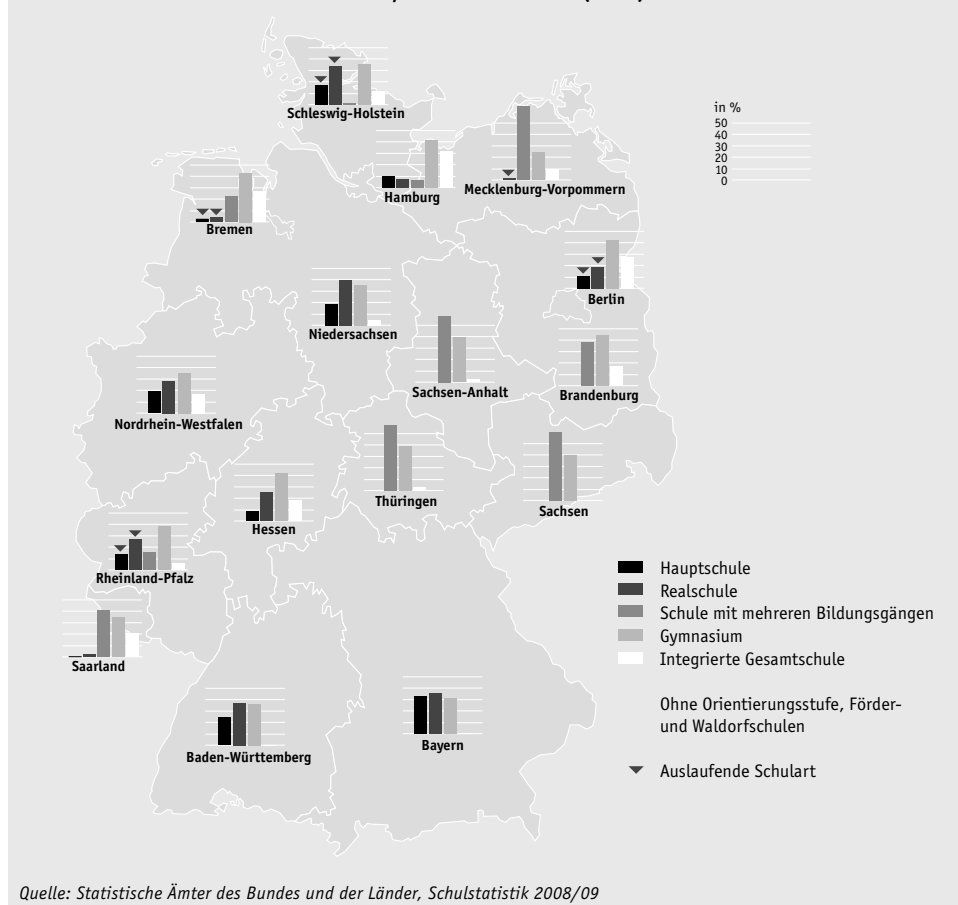 Schleswig-Holstein
in %
50
40
30
20
10
0
Hamburg
Mecklenburg-Vorpommern
Bremen
Berlin
Niedersachsen
Sachsen-Anhalt
Brandenburg
Nordrhein-Westfalen
Thüringen
Sachsen
Hessen
Rheinland-Pfalz
Saarland
Baden-Württemberg
Bayern
Hauptschule
Realschule
Schule mit mehreren Bildungsgängen
Gymnasium
Integrierte Gesamtschule
Ohne Orientierungsstufe, Förder-
und Waldorfschulen
Auslaufende Schulart
Quelle: Statistische Ämter des Bundes und der Länder, Schulstatistik 2008/09